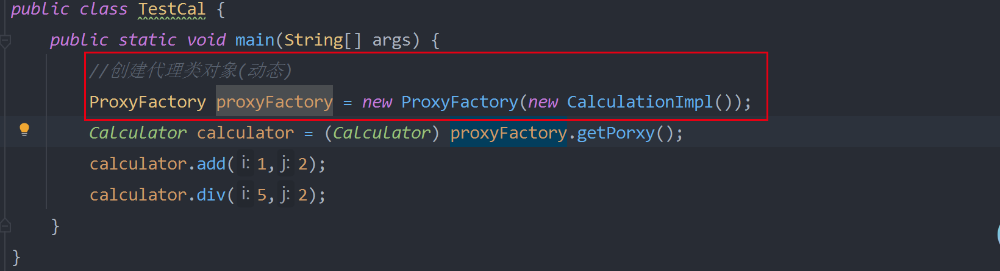 public class TestCal {
public static void main(String[] args) {
//创建代理类对象(动态)
ProxyFactory proxyFactory = new ProxyFactory(new CalculationImpl());
Calculator calculator = (Calculator) proxyFactory.getPorxy();
calculator.add( i: 1, j: 2);
calculator.div( i: 5, j: 2);
}
}